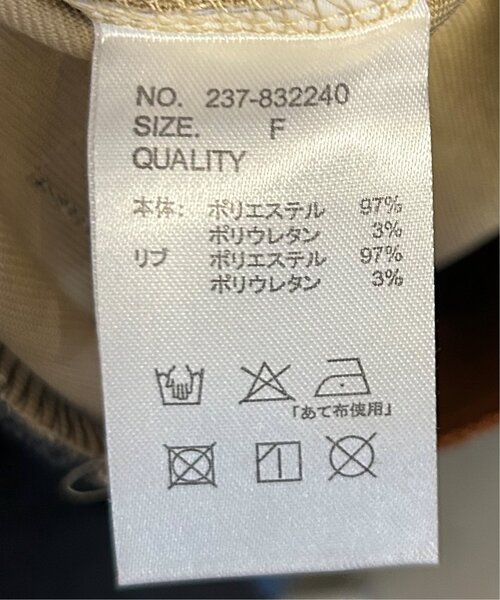 NO. 237-832240
SIZE. F
QUALITY
本体: ポリエステル 97%
ポリウレタン 3%
リブ ポリエステル 97%
ポリウレタン 3%
「あて布使用」